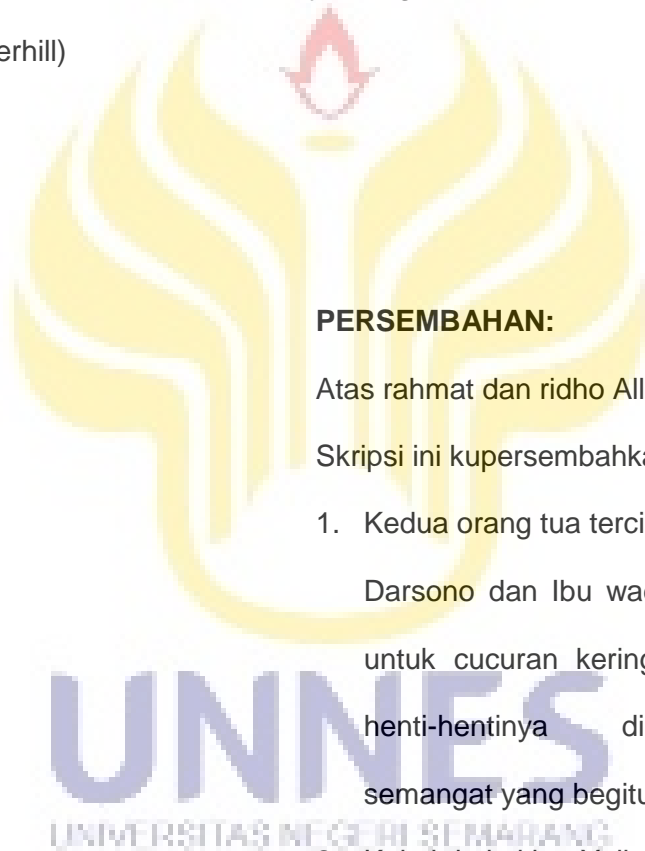 erhill)
PERSEMBAHAN:
Atas rahmat dan ridho All
Skripsi ini kupersembahka
1. Kedua orang tua terci
Darsono dan Ibu wa
untuk cucuran kering
henti-hentinya di
semangat yang begitu
UNNES
UNIVERSITAS NEGERI SEMARANG